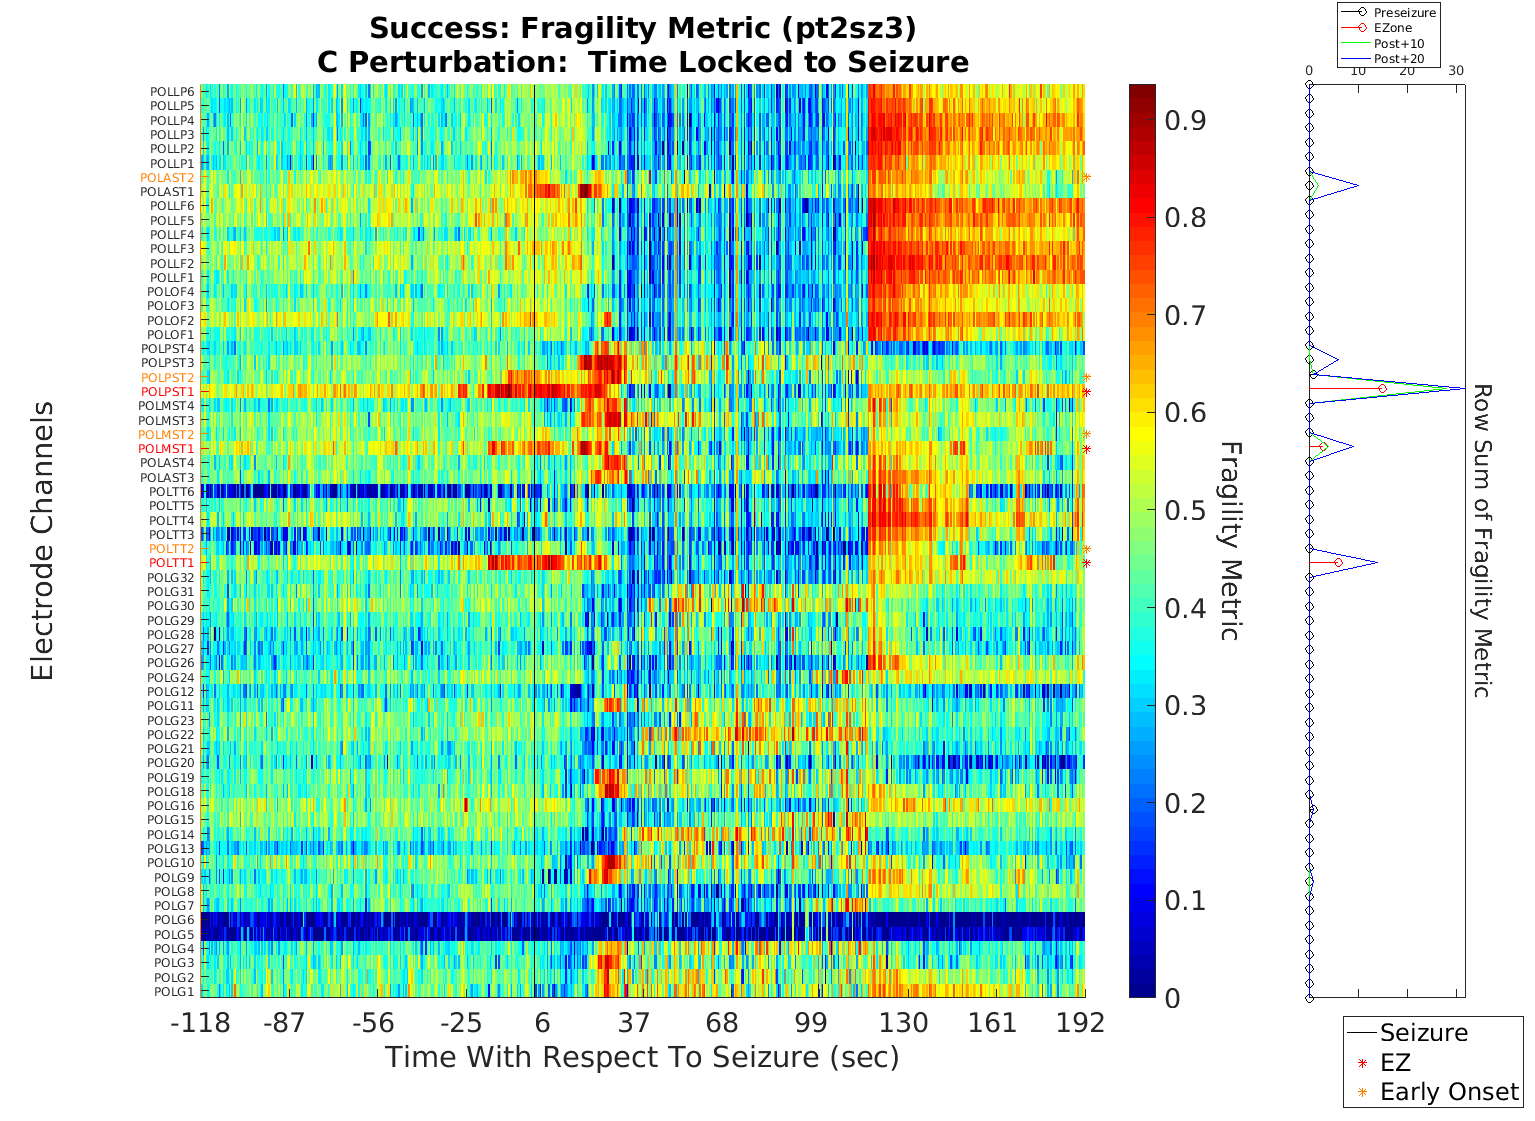 Success: Fragility Metric (pt2sz3)
C Perturbation: Time Locked to Seizure
Electrode Channels
POLLP6
POLLP5
POLLP4
POLLP3
POLLP2
POLLP1
POLAST2
POLAST1
POLLF6
POLLF5
POLLF4
POLLF3
POLLF2
POLLF1
POLOF4
POLOF3
POLOF2
POLOF1
POLPST4
POLPST3
POLPST2
POLPST1
POLMST4
POLMST3
POLMST2
POLMST1
POLAST4
POLAST3
POLTT6
POLTT5
POLTT4
POLTT3
POLTT2
POLTT1
POLG32
POLG31
POLG30
POLG29
POLG28
POLG27
POLG26
POLG24
POLG12
POLG11
POLG23
POLG22
POLG21
POLG20
POLG19
POLG18
POLG16
POLG15
POLG14
POLG13
POLG10
POLG9
POLG8
POLG7
POLG6
POLG5
POLG4
POLG3
POLG2
POLG1
-118 -87 -56 -25 6 37 68 99 130 161 192
Time With Respect To Seizure (sec)
0.9
0.8
0.7
0.6
0.5
0.4
0.3
0.2
0.1
0
Fragility Metric
Preseizure
EZone
Post+10
Post+20
0 10 20 30
Row Sum of Fragility Metric
Seizure
EZ
Early Onset